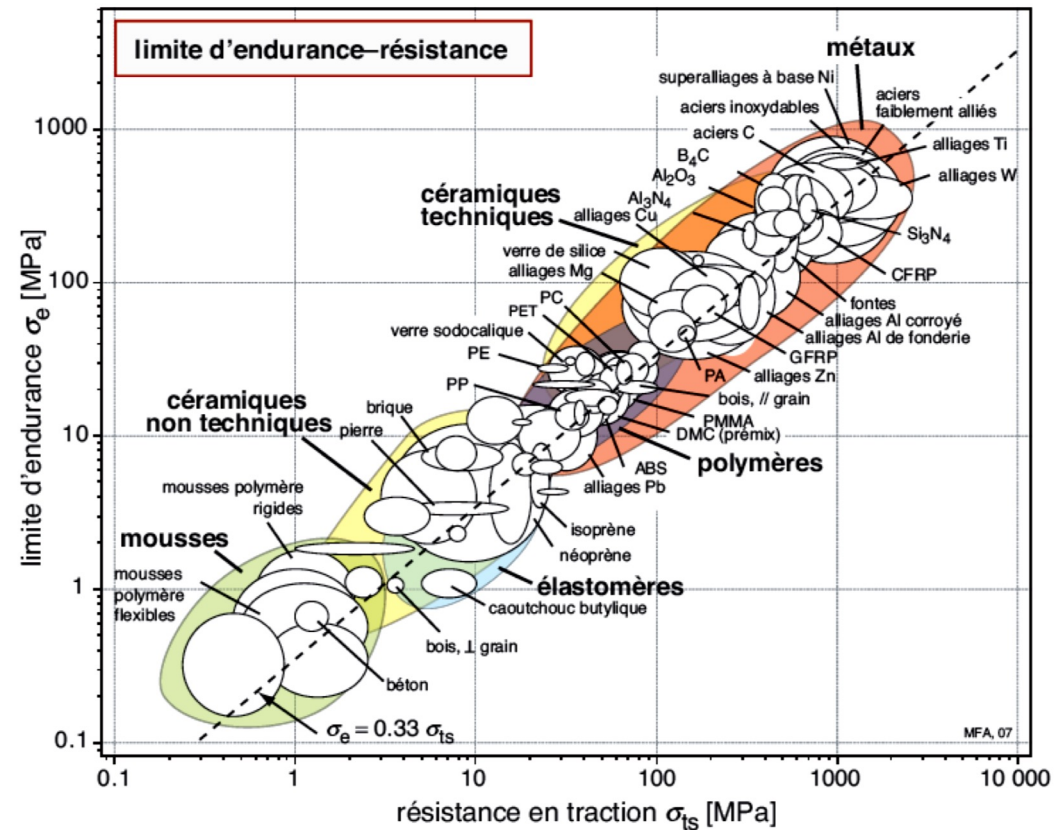 limite d'endurance–résistance
métaux
superalliages à base Ni
aciers inoxydables
aciers
faiblement alliés
aciers C
alliages Ti
B₄C
Al₂O₃
alliages W
Al₃N₄
céramiques
techniques
alliages Cu
Si₃N₄
verre de silice
alliages Mg
CFRP
PC
PET
fontes
verre sodocalique
alliages Al corroyé
alliages Al de fonderie
PE
GFRP
PA
alliages Zn
PP
bois, // grain
céramiques
non techniques
brique
pierre
PMMA
DMC (prémix)
polymères
ABS
alliages Pb
mousses polymère
rigides
isoprène
néoprène
mousses
mousses
polymère
flexibles
élastomères
caoutchouc butylique
bois, ⊥ grain
béton
σe = 0.33 σts
MFA, 07
limite d'endurance σe [MPa]
1000
100
10
1
0.1
0.1
1
10
100
1000
10 000
résistance en traction σts [MPa]